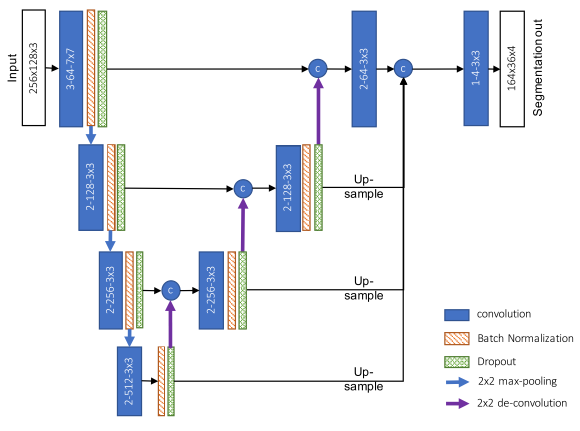 Input
256x128x3
3-64-7x7
C
2-64-3x3
C
1-4-3x3
164x36x4
Segmentation out
2-128-3x3
C
2-128-3x3
Up-
sample
2-256-3x3
C
2-256-3x3
Up-
sample
2-512-3x3
Up-
sample
convolution
Batch Normalization
Dropout
2x2 max-pooling
2x2 de-convolution